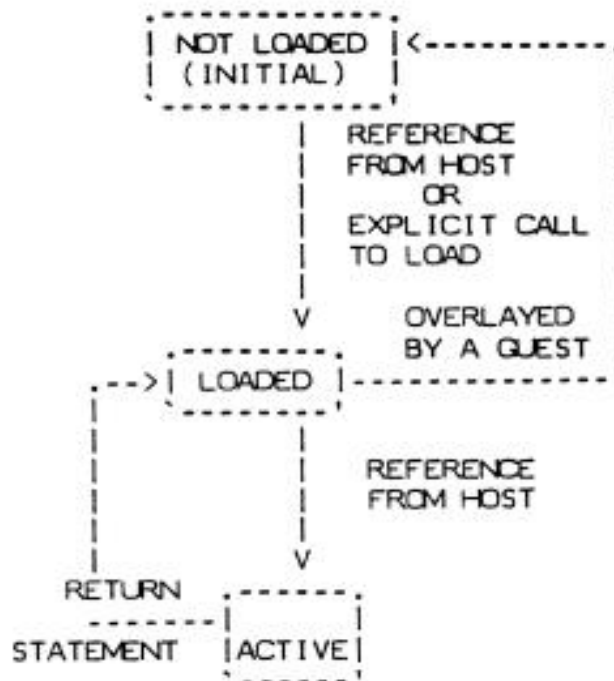 NOT LOADED
(INITIAL)
REFERENCE
FROM HOST
OR
EXPLICIT CALL
TO LOAD
OVERLAYED
BY A GUEST
LOADED
REFERENCE
FROM HOST
RETURN
STATEMENT
ACTIVE